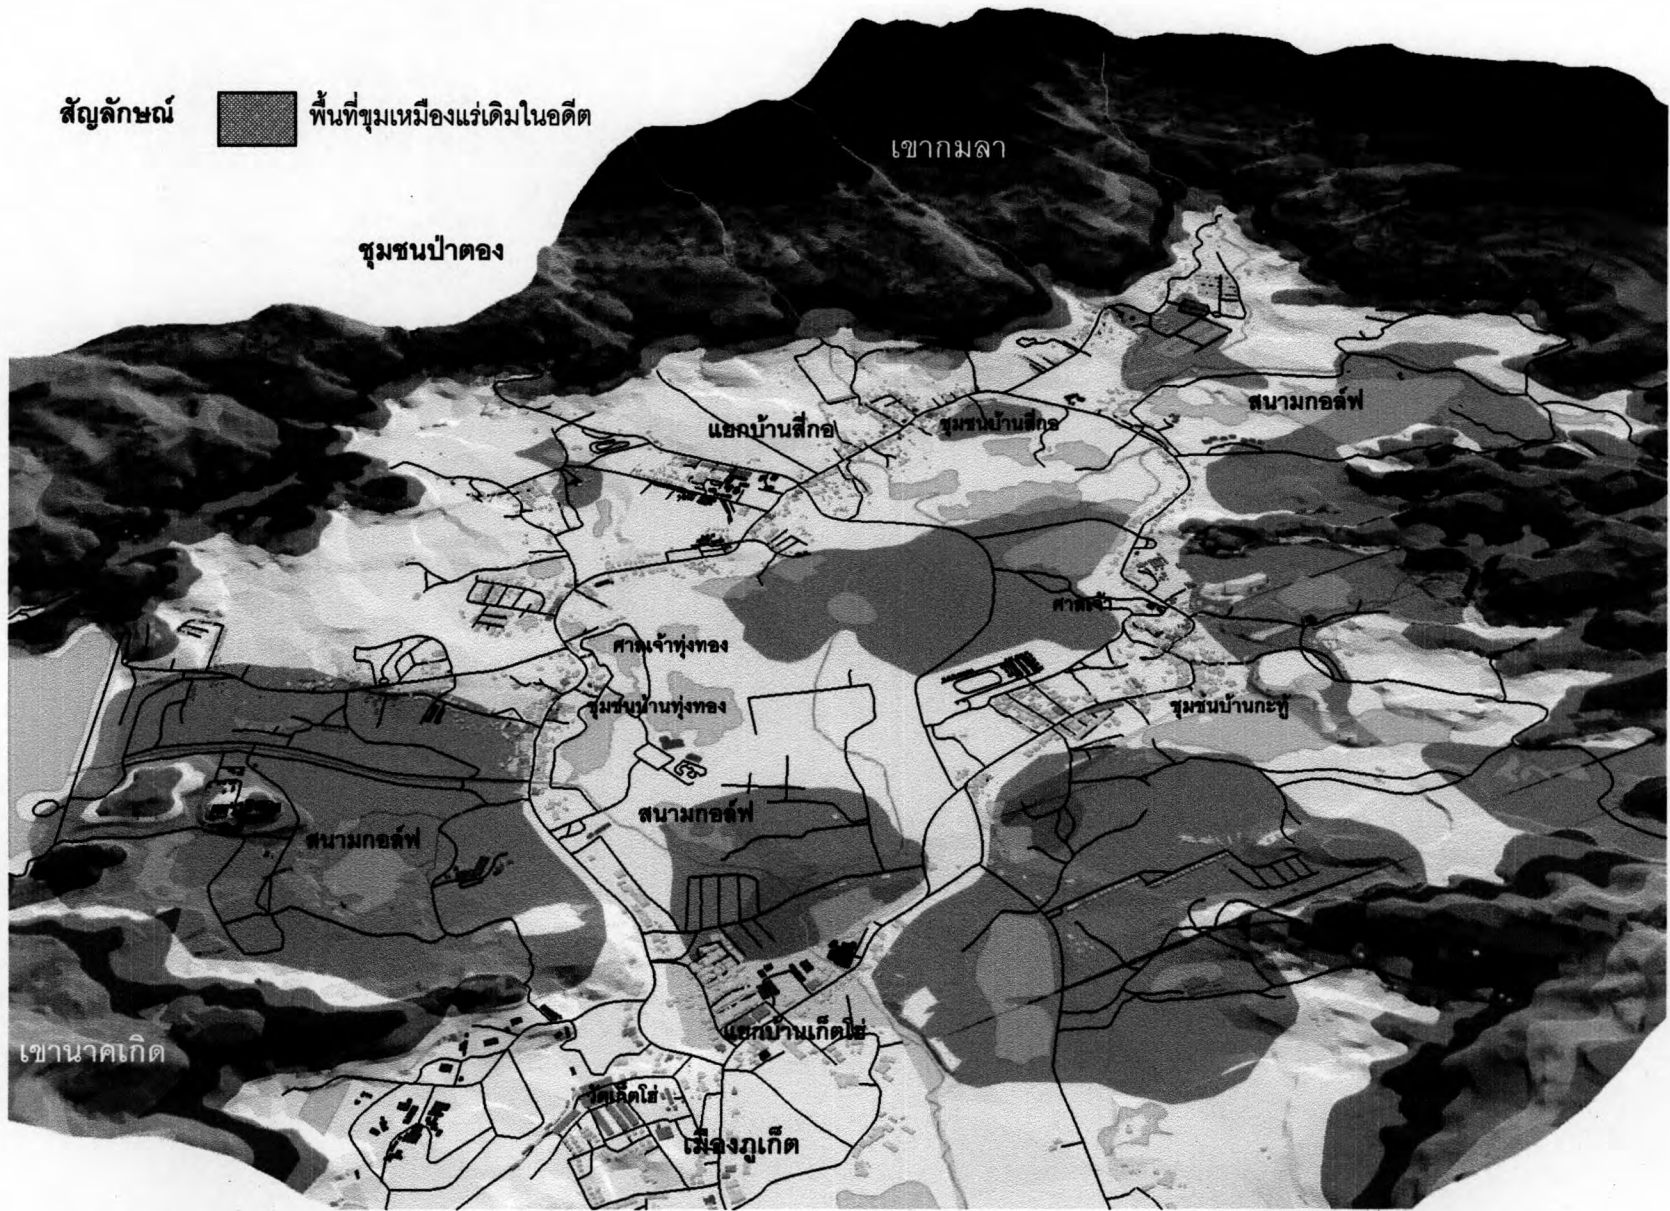 สัญลักษณ์ พื้นที่ขุมเหมืองแร่เดิมในอดีต
เขากมลา
ชุมชนป่าตอง
สนามกอล์ฟ
แยกบ้านสี่กอ
ชุมชนบ้านสี่กอ
ศาลเจ้า
ศาลเจ้าทุ่งทอง
ชุมชนบ้านทุ่งทอง
ชุมชนบ้านกะทู้
สนามกอล์ฟ
สนามกอล์ฟ
แยกบ้านเก็ตโฮ่
เขานาคเกิด
วัดเก็ตโฮ่
เมืองภูเก็ต